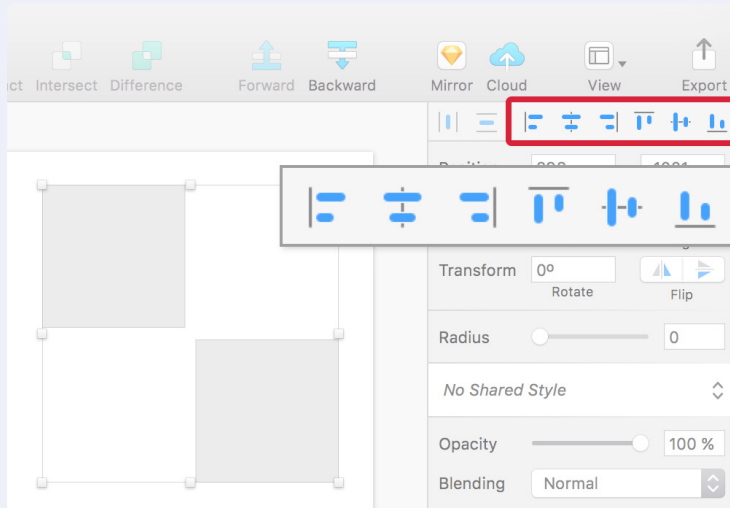 Intersect Difference Forward Backward Mirror Cloud View Export
Transform 0º
Rotate Flip
Radius 0
No Shared Style
Opacity 100 %
Blending Normal